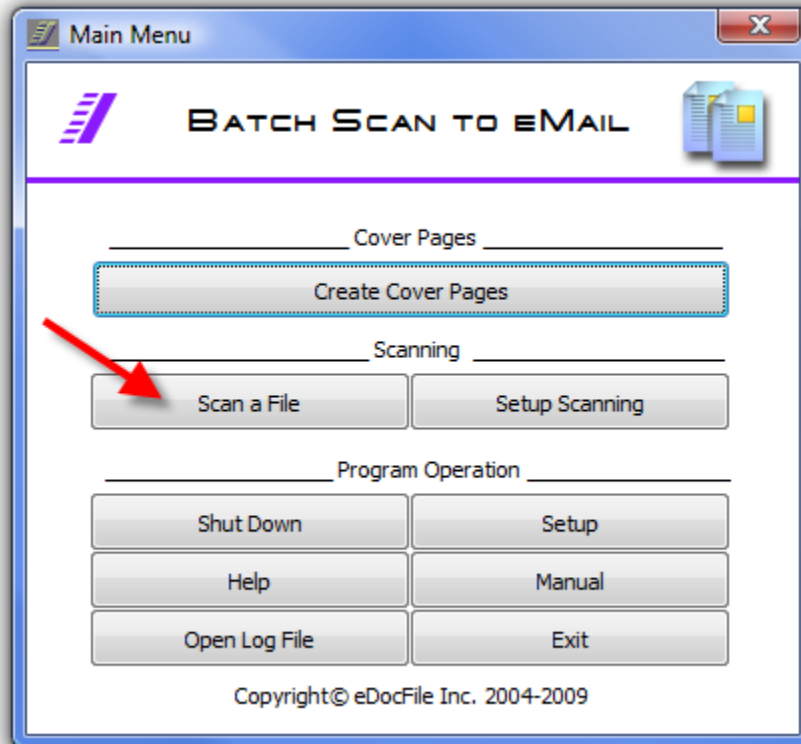 Main Menu
Batch Scan to eMail
Cover Pages
Create Cover Pages
Scanning
Scan a File Setup Scanning
Program Operation
Shut Down Setup
Help Manual
Open Log File Exit
Copyright© eDocFile Inc. 2004-2009